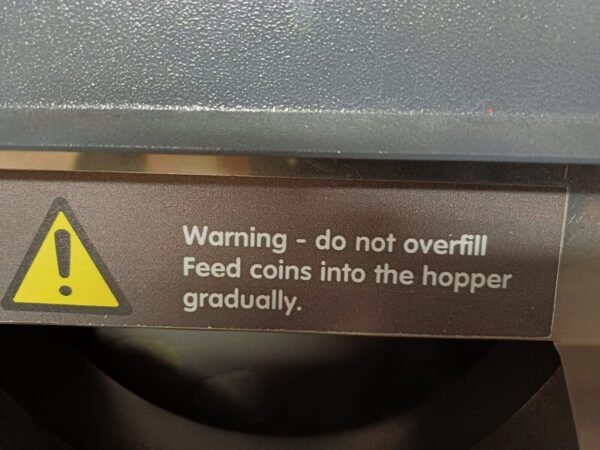 Warning - do not overfill
Feed coins into the hopper
gradually.